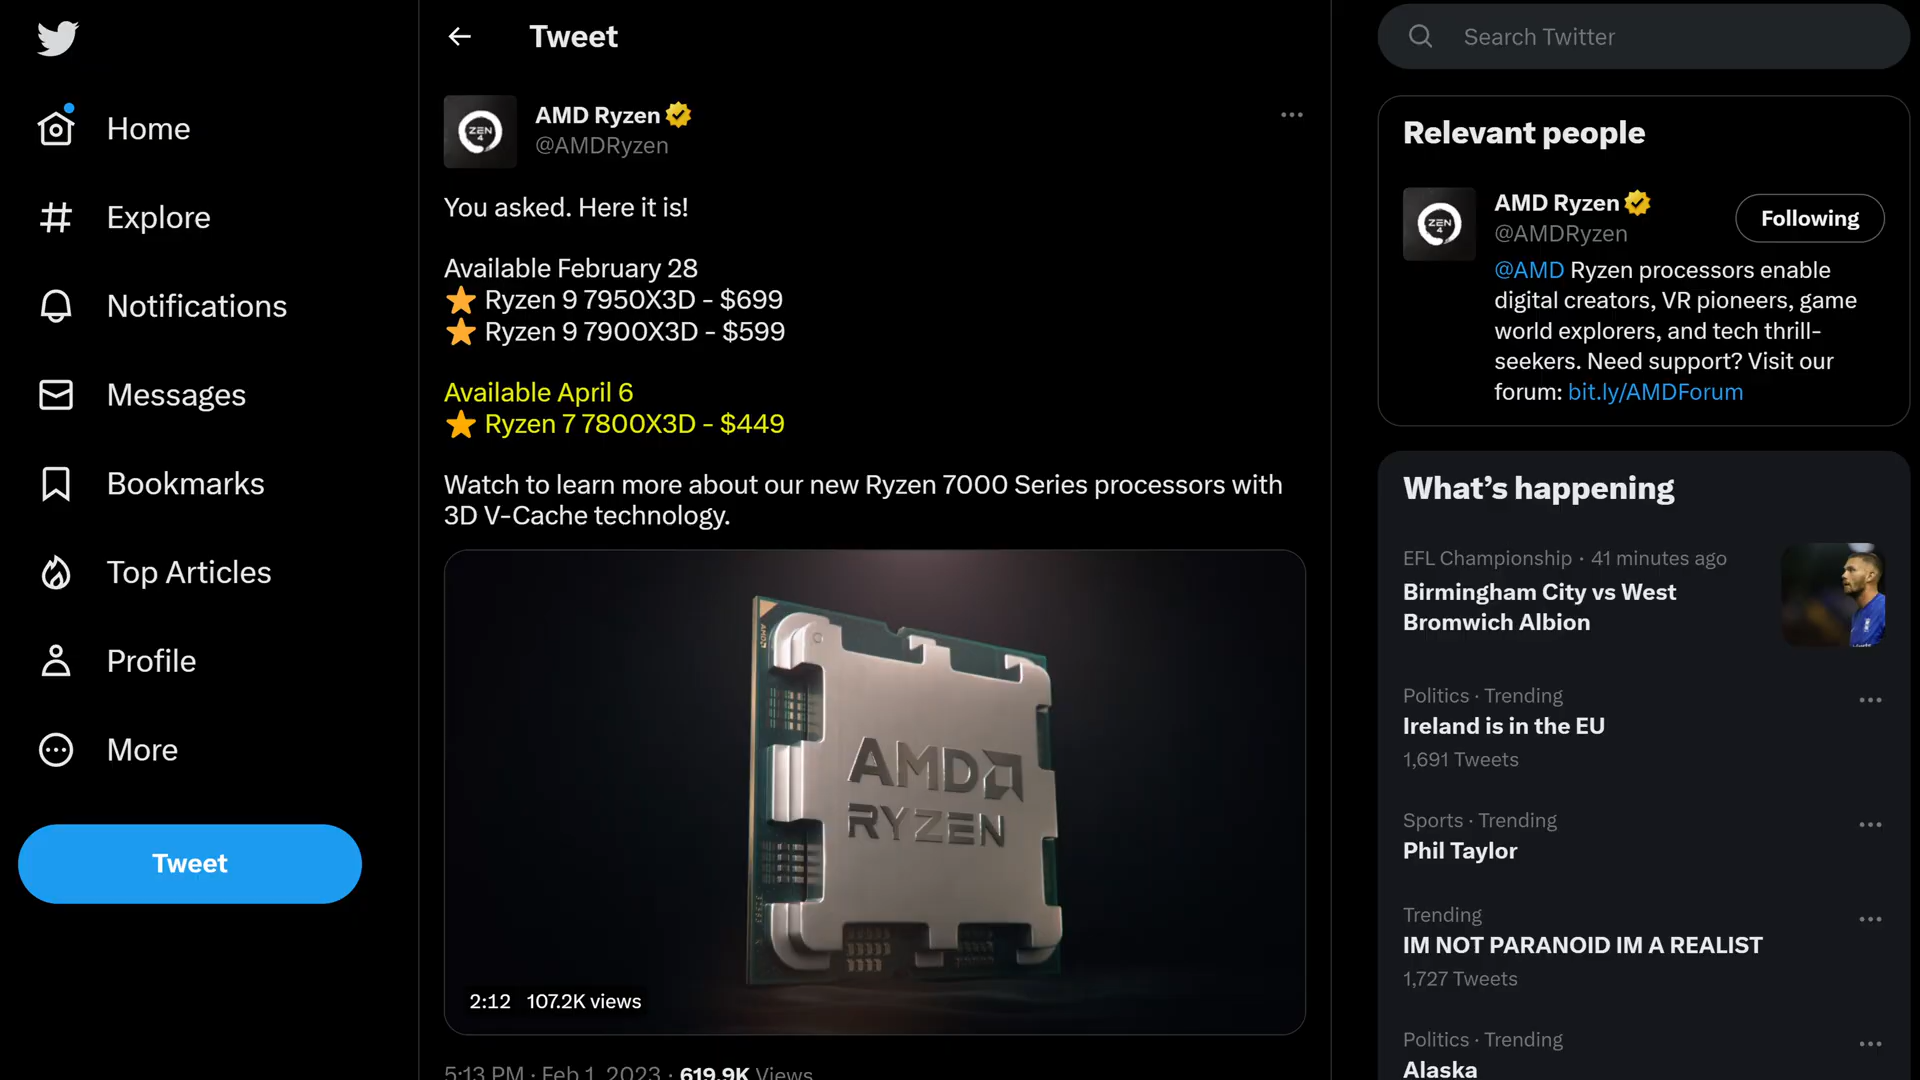 Home
Explore
Notifications
Messages
Bookmarks
Top Articles
Profile
More
Tweet
Tweet
ZEN
4
AMD Ryzen
@AMDRyzen
You asked. Here it is!
Available February 28
⭐ Ryzen 9 7950X3D - $699
⭐ Ryzen 9 7900X3D - $599
Available April 6
⭐ Ryzen 7 7800X3D - $449
Watch to learn more about our new Ryzen 7000 Series processors with
3D V-Cache technology.
AMD
RYZEN
2:12 107.2K views
5:13 PM · Feb 1, 2023 · 619.9K Views
Search Twitter
Relevant people
ZEN
4
AMD Ryzen
@AMDRyzen
Following
@AMD Ryzen processors enable
digital creators, VR pioneers, game
world explorers, and tech thrill-
seekers. Need support? Visit our
forum: bit.ly/AMDForum
What's happening
EFL Championship · 41 minutes ago
Birmingham City vs West
Bromwich Albion
Politics · Trending
Ireland is in the EU
1,691 Tweets
Sports · Trending
Phil Taylor
Trending
IM NOT PARANOID IM A REALIST
1,727 Tweets
Politics · Trending
Alaska